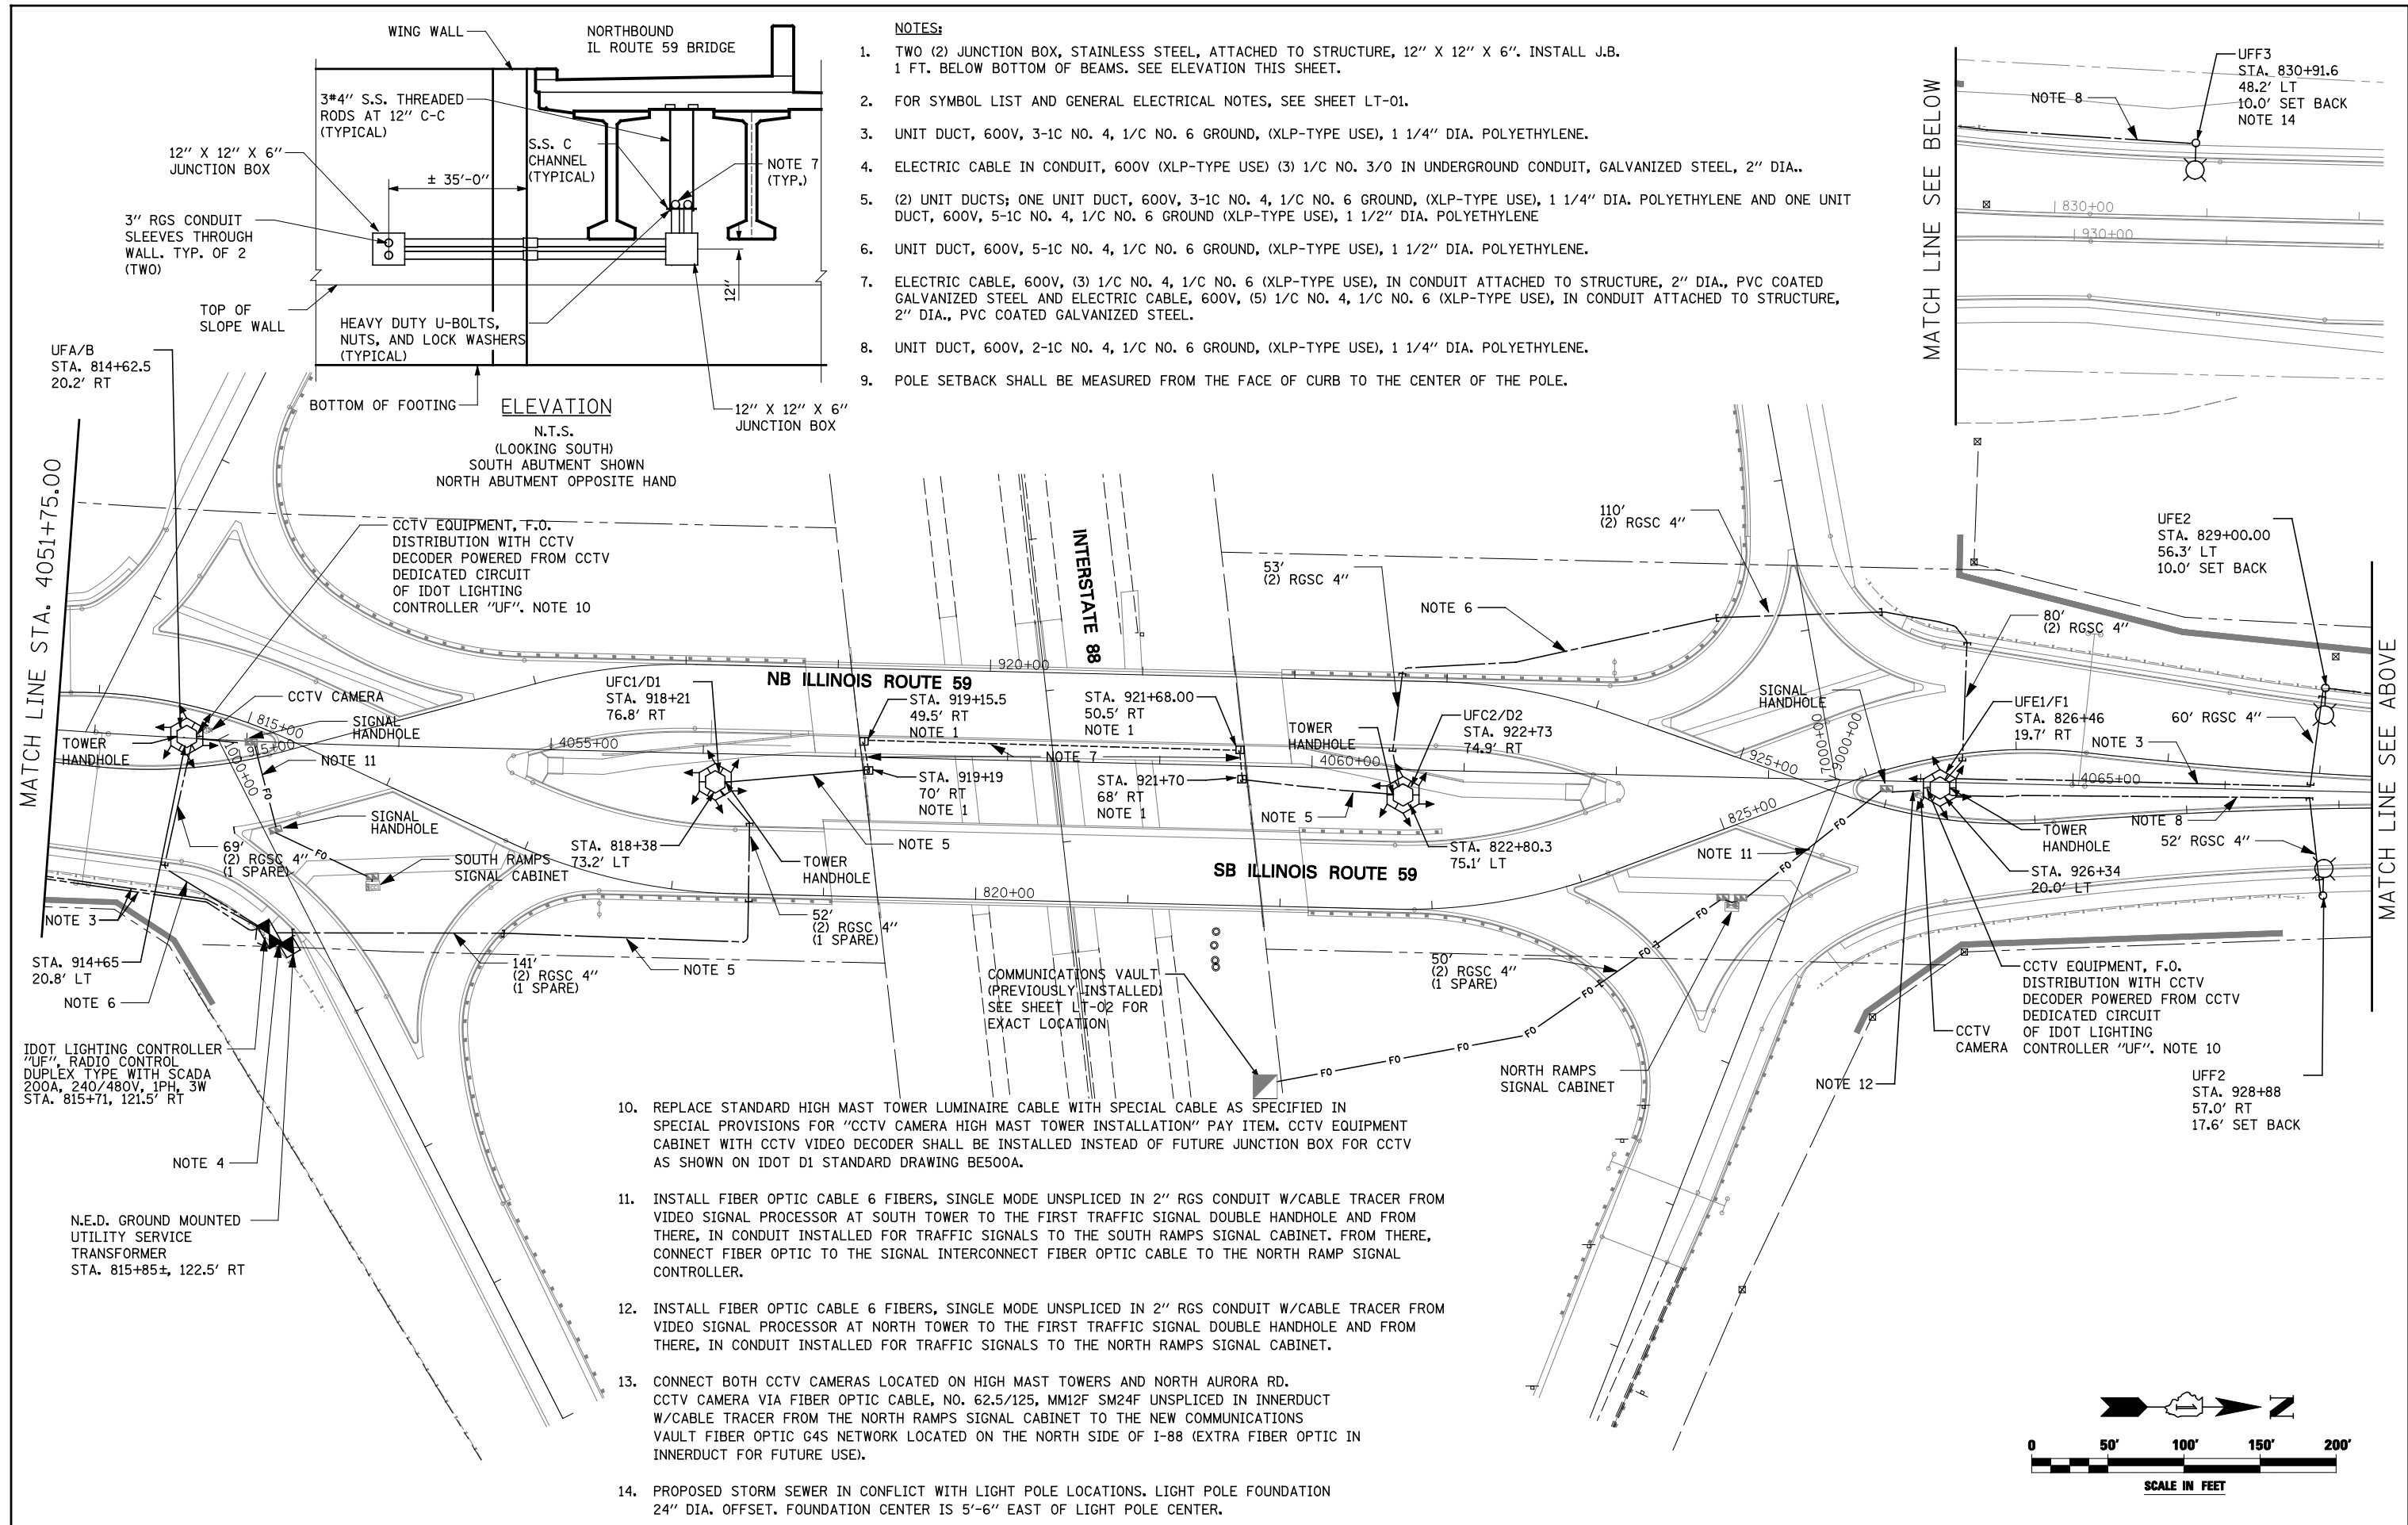 WING WALL
NORTHBOUND
IL ROUTE 59 BRIDGE
3#4" S.S. THREADED
RODS AT 12" C-C
(TYPICAL)
S.S. C
CHANNEL
(TYPICAL)
NOTE 7
(TYP.)
12" X 12" X 6"
JUNCTION BOX
± 35'-0"
3" RGS CONDUIT
SLEEVES THROUGH
WALL. TYP. OF 2
(TWO)
12"
TOP OF
SLOPE WALL
HEAVY DUTY U-BOLTS,
NUTS, AND LOCK WASHERS
(TYPICAL)
BOTTOM OF FOOTING
12" X 12" X 6"
JUNCTION BOX
ELEVATION
N.T.S.
(LOOKING SOUTH)
SOUTH ABUTMENT SHOWN
NORTH ABUTMENT OPPOSITE HAND
NOTES:
1. TWO (2) JUNCTION BOX, STAINLESS STEEL, ATTACHED TO STRUCTURE, 12" X 12" X 6". INSTALL J.B.
1 FT. BELOW BOTTOM OF BEAMS. SEE ELEVATION THIS SHEET.
2. FOR SYMBOL LIST AND GENERAL ELECTRICAL NOTES, SEE SHEET LT-01.
3. UNIT DUCT, 600V, 3-1C NO. 4, 1/C NO. 6 GROUND, (XLP-TYPE USE), 1 1/4" DIA. POLYETHYLENE.
4. ELECTRIC CABLE IN CONDUIT, 600V (XLP-TYPE USE) (3) 1/C NO. 3/0 IN UNDERGROUND CONDUIT, GALVANIZED STEEL, 2" DIA..
5. (2) UNIT DUCTS; ONE UNIT DUCT, 600V, 3-1C NO. 4, 1/C NO. 6 GROUND, (XLP-TYPE USE), 1 1/4" DIA. POLYETHYLENE AND ONE UNIT
DUCT, 600V, 5-1C NO. 4, 1/C NO. 6 GROUND (XLP-TYPE USE), 1 1/2" DIA. POLYETHYLENE
6. UNIT DUCT, 600V, 5-1C NO. 4, 1/C NO. 6 GROUND, (XLP-TYPE USE), 1 1/2" DIA. POLYETHYLENE.
7. ELECTRIC CABLE, 600V, (3) 1/C NO. 4, 1/C NO. 6 (XLP-TYPE USE), IN CONDUIT ATTACHED TO STRUCTURE, 2" DIA., PVC COATED
GALVANIZED STEEL AND ELECTRIC CABLE, 600V, (5) 1/C NO. 4, 1/C NO. 6 (XLP-TYPE USE), IN CONDUIT ATTACHED TO STRUCTURE,
2" DIA., PVC COATED GALVANIZED STEEL.
8. UNIT DUCT, 600V, 2-1C NO. 4, 1/C NO. 6 GROUND, (XLP-TYPE USE), 1 1/4" DIA. POLYETHYLENE.
9. POLE SETBACK SHALL BE MEASURED FROM THE FACE OF CURB TO THE CENTER OF THE POLE.
MATCH LINE SEE BELOW
UFF3
STA. 830+91.6
48.2' LT
10.0' SET BACK
NOTE 14
NOTE 8
830+00
930+00
UFA/B
STA. 814+62.5
20.2' RT
MATCH LINE STA. 4051+75.00
CCTV EQUIPMENT, F.O.
DISTRIBUTION WITH CCTV
DECODER POWERED FROM CCTV
DEDICATED CIRCUIT
OF IDOT LIGHTING
CONTROLLER "UF". NOTE 10
CCTV CAMERA
815+00
SIGNAL
HANDHOLE
TOWER
HANDHOLE
915+00
1000+00
NOTE 11
FO
SIGNAL
HANDHOLE
FO
69'
(2) RGSC 4"
(1 SPARE)
SOUTH RAMPS
SIGNAL CABINET
NOTE 3
STA. 914+65
20.8' LT
NOTE 6
IDOT LIGHTING CONTROLLER
"UF", RADIO CONTROL
DUPLEX TYPE WITH SCADA
200A, 240/480V, 1PH, 3W
STA. 815+71, 121.5' RT
NOTE 4
N.E.D. GROUND MOUNTED
UTILITY SERVICE
TRANSFORMER
STA. 815+85±, 122.5' RT
141'
(2) RGSC 4"
(1 SPARE)
NOTE 5
UFC1/D1
STA. 918+21
76.8' RT
4055+00
STA. 818+38
73.2' LT
TOWER
HANDHOLE
52'
(2) RGSC 4"
(1 SPARE)
NB ILLINOIS ROUTE 59
920+00
STA. 919+15.5
49.5' RT
NOTE 1
NOTE 7
STA. 919+19
70' RT
NOTE 1
NOTE 5
INTERSTATE 88
STA. 921+68.00
50.5' RT
NOTE 1
STA. 921+70
68' RT
NOTE 1
820+00
SB ILLINOIS ROUTE 59
53'
(2) RGSC 4"
NOTE 6
TOWER
HANDHOLE
4060+00
UFC2/D2
STA. 922+73
74.9' RT
NOTE 5
STA. 822+80.3
75.1' LT
110'
(2) RGSC 4"
SIGNAL
HANDHOLE
925+00
7000+00
9000+00
825+00
NOTE 11
80'
(2) RGSC 4"
UFE1/F1
STA. 826+46
19.7' RT
NOTE 3
4065+00
TOWER
HANDHOLE
NOTE 8
STA. 926+34
20.0' LT
UFE2
STA. 829+00.00
56.3' LT
10.0' SET BACK
60' RGSC 4"
52' RGSC 4"
MATCH LINE SEE ABOVE
COMMUNICATIONS VAULT
(PREVIOUSLY INSTALLED)
SEE SHEET LT-02 FOR
EXACT LOCATION
50'
(2) RGSC 4"
(1 SPARE)
FO
FO
FO
FO
FO
FO
FO
FO
NORTH RAMPS
SIGNAL CABINET
NOTE 12
CCTV
CAMERA
CCTV EQUIPMENT, F.O.
DISTRIBUTION WITH CCTV
DECODER POWERED FROM CCTV
DEDICATED CIRCUIT
OF IDOT LIGHTING
CONTROLLER "UF". NOTE 10
UFF2
STA. 928+88
57.0' RT
17.6' SET BACK
10. REPLACE STANDARD HIGH MAST TOWER LUMINAIRE CABLE WITH SPECIAL CABLE AS SPECIFIED IN
SPECIAL PROVISIONS FOR "CCTV CAMERA HIGH MAST TOWER INSTALLATION" PAY ITEM. CCTV EQUIPMENT
CABINET WITH CCTV VIDEO DECODER SHALL BE INSTALLED INSTEAD OF FUTURE JUNCTION BOX FOR CCTV
AS SHOWN ON IDOT D1 STANDARD DRAWING BE500A.
11. INSTALL FIBER OPTIC CABLE 6 FIBERS, SINGLE MODE UNSPLICED IN 2" RGS CONDUIT W/CABLE TRACER FROM
VIDEO SIGNAL PROCESSOR AT SOUTH TOWER TO THE FIRST TRAFFIC SIGNAL DOUBLE HANDHOLE AND FROM
THERE, IN CONDUIT INSTALLED FOR TRAFFIC SIGNALS TO THE SOUTH RAMPS SIGNAL CABINET. FROM THERE,
CONNECT FIBER OPTIC TO THE SIGNAL INTERCONNECT FIBER OPTIC CABLE TO THE NORTH RAMP SIGNAL
CONTROLLER.
12. INSTALL FIBER OPTIC CABLE 6 FIBERS, SINGLE MODE UNSPLICED IN 2" RGS CONDUIT W/CABLE TRACER FROM
VIDEO SIGNAL PROCESSOR AT NORTH TOWER TO THE FIRST TRAFFIC SIGNAL DOUBLE HANDHOLE AND FROM
THERE, IN CONDUIT INSTALLED FOR TRAFFIC SIGNALS TO THE NORTH RAMPS SIGNAL CABINET.
13. CONNECT BOTH CCTV CAMERAS LOCATED ON HIGH MAST TOWERS AND NORTH AURORA RD.
CCTV CAMERA VIA FIBER OPTIC CABLE, NO. 62.5/125, MM12F SM24F UNSPLICED IN INNERDUCT
W/CABLE TRACER FROM THE NORTH RAMPS SIGNAL CABINET TO THE NEW COMMUNICATIONS
VAULT FIBER OPTIC G4S NETWORK LOCATED ON THE NORTH SIDE OF I-88 (EXTRA FIBER OPTIC IN
INNERDUCT FOR FUTURE USE).
14. PROPOSED STORM SEWER IN CONFLICT WITH LIGHT POLE LOCATIONS. LIGHT POLE FOUNDATION
24" DIA. OFFSET. FOUNDATION CENTER IS 5'-6" EAST OF LIGHT POLE CENTER.
N
0 50' 100' 150' 200'
SCALE IN FEET